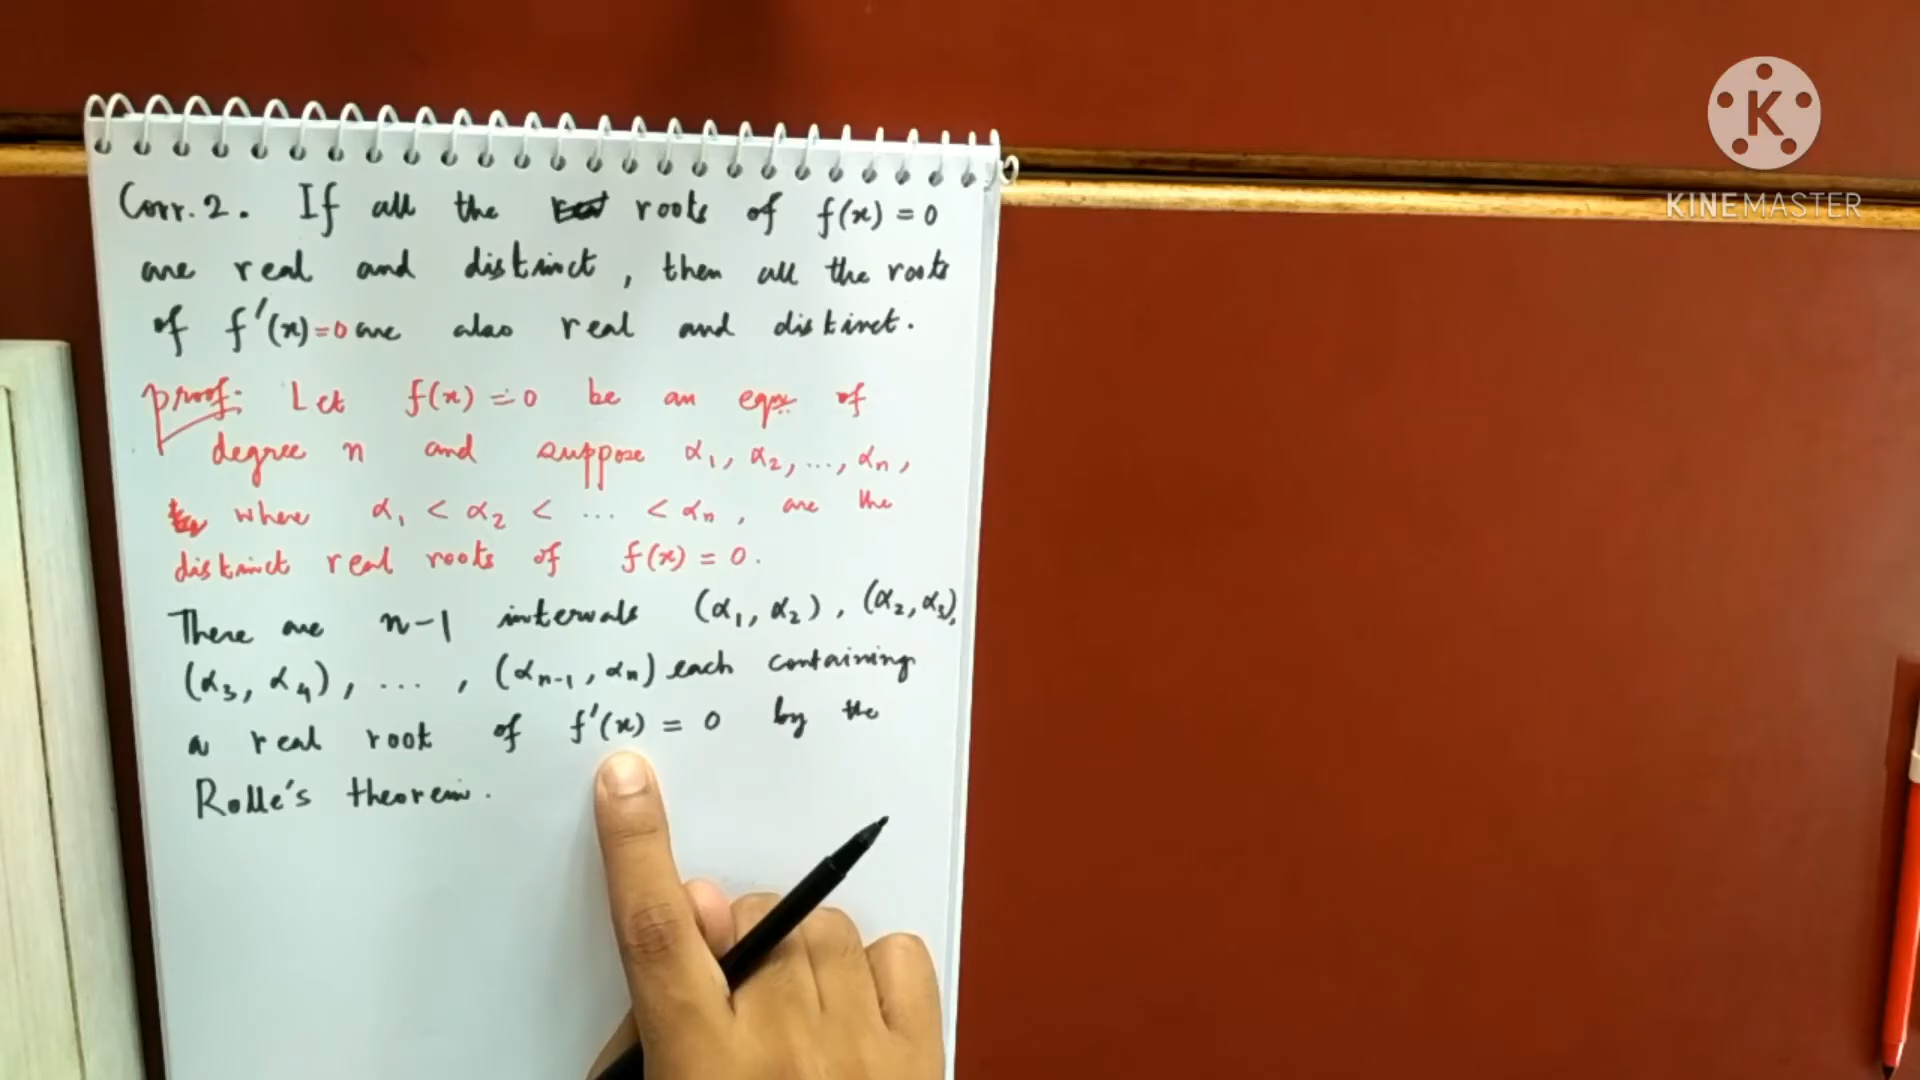 Corr. 2. If all the roots of f(x) = 0
are real and distinct, then all the roots
of f'(x)=0 are also real and distinct.
Proof: Let f(x) = 0 be an eqn. of
degree n and suppose α₁, α₂, ..., αₙ,
where α₁ < α₂ < ... < αₙ, are the
distinct real roots of f(x) = 0.
There are n-1 intervals (α₁, α₂), (α₂, α₃),
(α₃, α₄), ... , (αₙ₋₁, αₙ) each containing
a real root of f'(x) = 0 by the
Rolle's theorem.
K
KINEMASTER